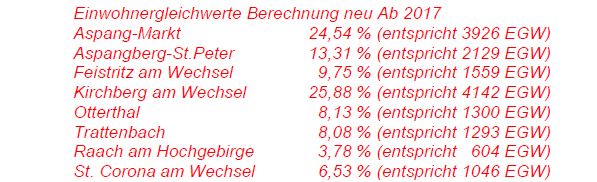 Einwohnergleichwerte Berechnung neu Ab 2017
Aspang-Markt 24,54 % (entspricht 3926 EGW)
Aspangberg-St.Peter 13,31 % (entspricht 2129 EGW)
Feistritz am Wechsel 9,75 % (entspricht 1559 EGW)
Kirchberg am Wechsel 25,88 % (entspricht 4142 EGW)
Otterthal 8,13 % (entspricht 1300 EGW)
Trattenbach 8,08 % (entspricht 1293 EGW)
Raach am Hochgebirge 3,78 % (entspricht 604 EGW)
St. Corona am Wechsel 6,53 % (entspricht 1046 EGW)